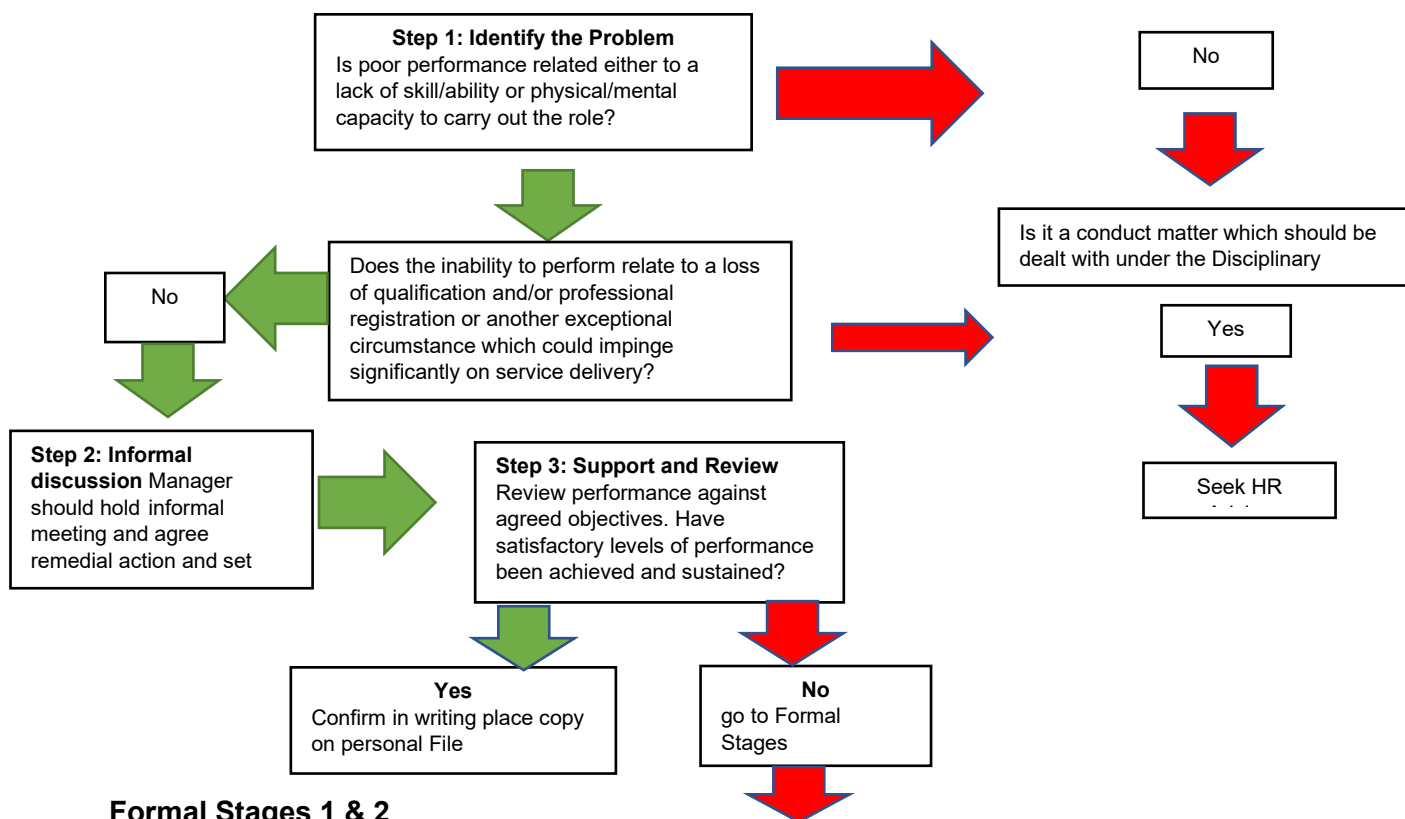 Step 1: Identify the Problem
Is poor performance related either to a
lack of skill/ability or physical/mental
capacity to carry out the role?
No
Is it a conduct matter which should be
dealt with under the Disciplinary
Does the inability to perform relate to a loss
of qualification and/or professional
registration or another exceptional
circumstance which could impinge
significantly on service delivery?
No
Yes
Step 2: Informal
discussion Manager
should hold informal
meeting and agree
remedial action and set
Step 3: Support and Review
Review performance against
agreed objectives. Have
satisfactory levels of performance
been achieved and sustained?
Seek HR
Yes
Confirm in writing place copy
on personal File
No
go to Formal
Stages
Formal Stages 1 & 2